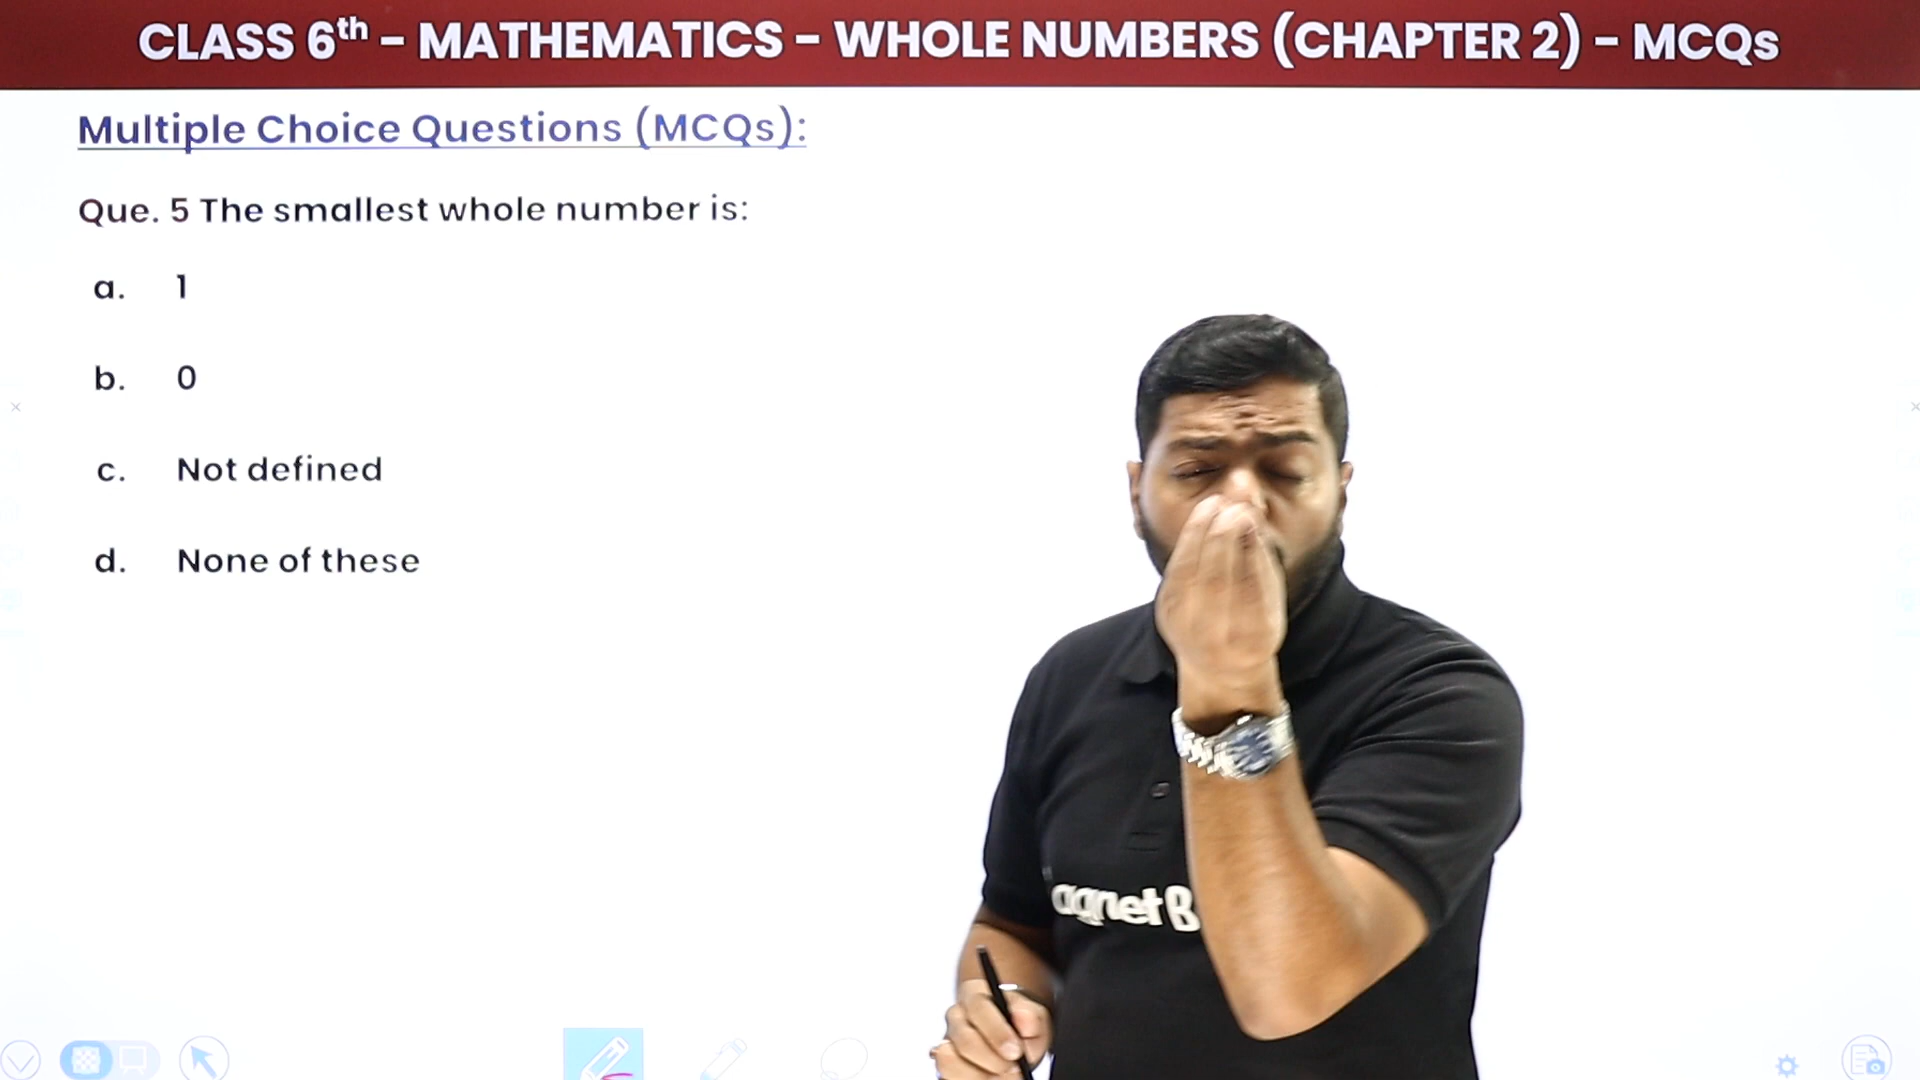 CLASS 6th - MATHEMATICS - WHOLE NUMBERS (CHAPTER 2) - MCQs
Multiple Choice Questions (MCQs):
Que. 5 The smallest whole number is:
a. 1
b. 0
c. Not defined
d. None of these
agnet B